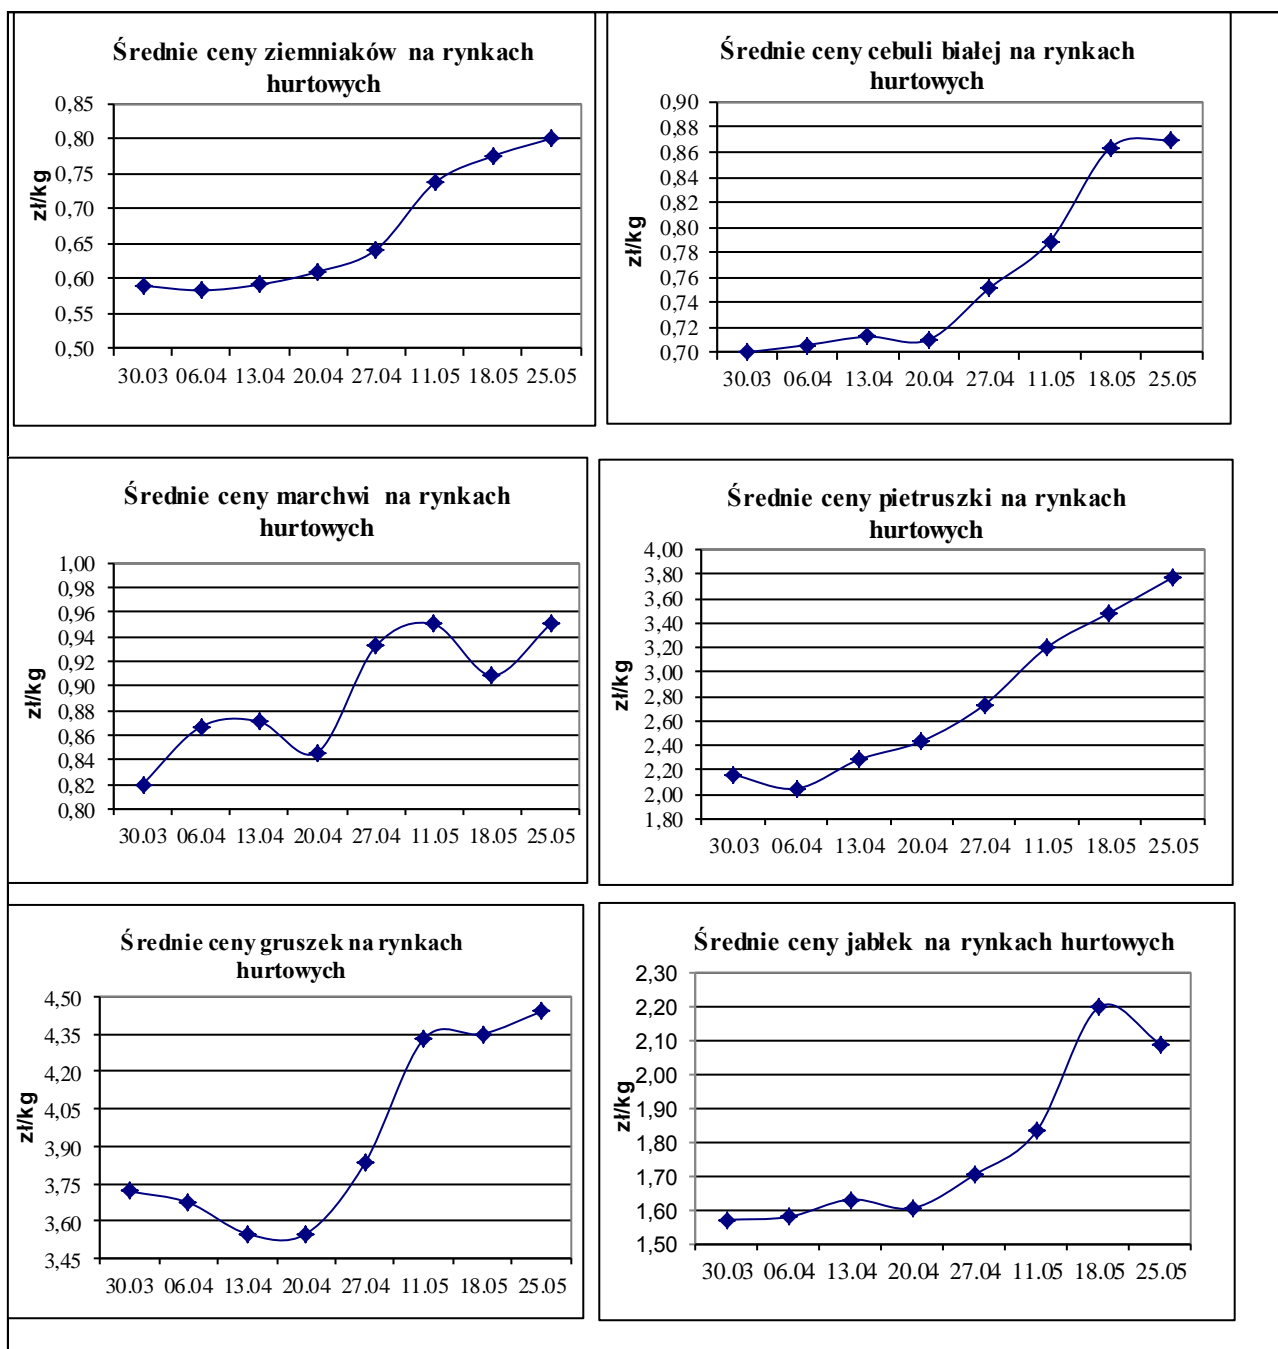 Średnie ceny ziemniaków na rynkach
hurtowych
zł/kg
0,85
0,80
0,75
0,70
0,65
0,60
0,55
0,50
30.03 06.04 13.04 20.04 27.04 11.05 18.05 25.05
Średnie ceny cebuli białej na rynkach
hurtowych
zł/kg
0,90
0,88
0,86
0,84
0,82
0,80
0,78
0,76
0,74
0,72
0,70
30.03 06.04 13.04 20.04 27.04 11.05 18.05 25.05
Średnie ceny marchwi na rynkach
hurtowych
zł/kg
1,00
0,98
0,96
0,94
0,92
0,90
0,88
0,86
0,84
0,82
0,80
30.03 06.04 13.04 20.04 27.04 11.05 18.05 25.05
Średnie ceny pietruszki na rynkach
hurtowych
zł/kg
4,00
3,80
3,60
3,40
3,20
3,00
2,80
2,60
2,40
2,20
2,00
1,80
30.03 06.04 13.04 20.04 27.04 11.05 18.05 25.05
Średnie ceny gruszek na rynkach
hurtowych
zł/kg
4,50
4,35
4,20
4,05
3,90
3,75
3,60
3,45
30.03 06.04 13.04 20.04 27.04 11.05 18.05 25.05
Średnie ceny jabłek na rynkach hurtowych
zł/kg
2,30
2,20
2,10
2,00
1,90
1,80
1,70
1,60
1,50
30.03 06.04 13.04 20.04 27.04 11.05 18.05 25.05